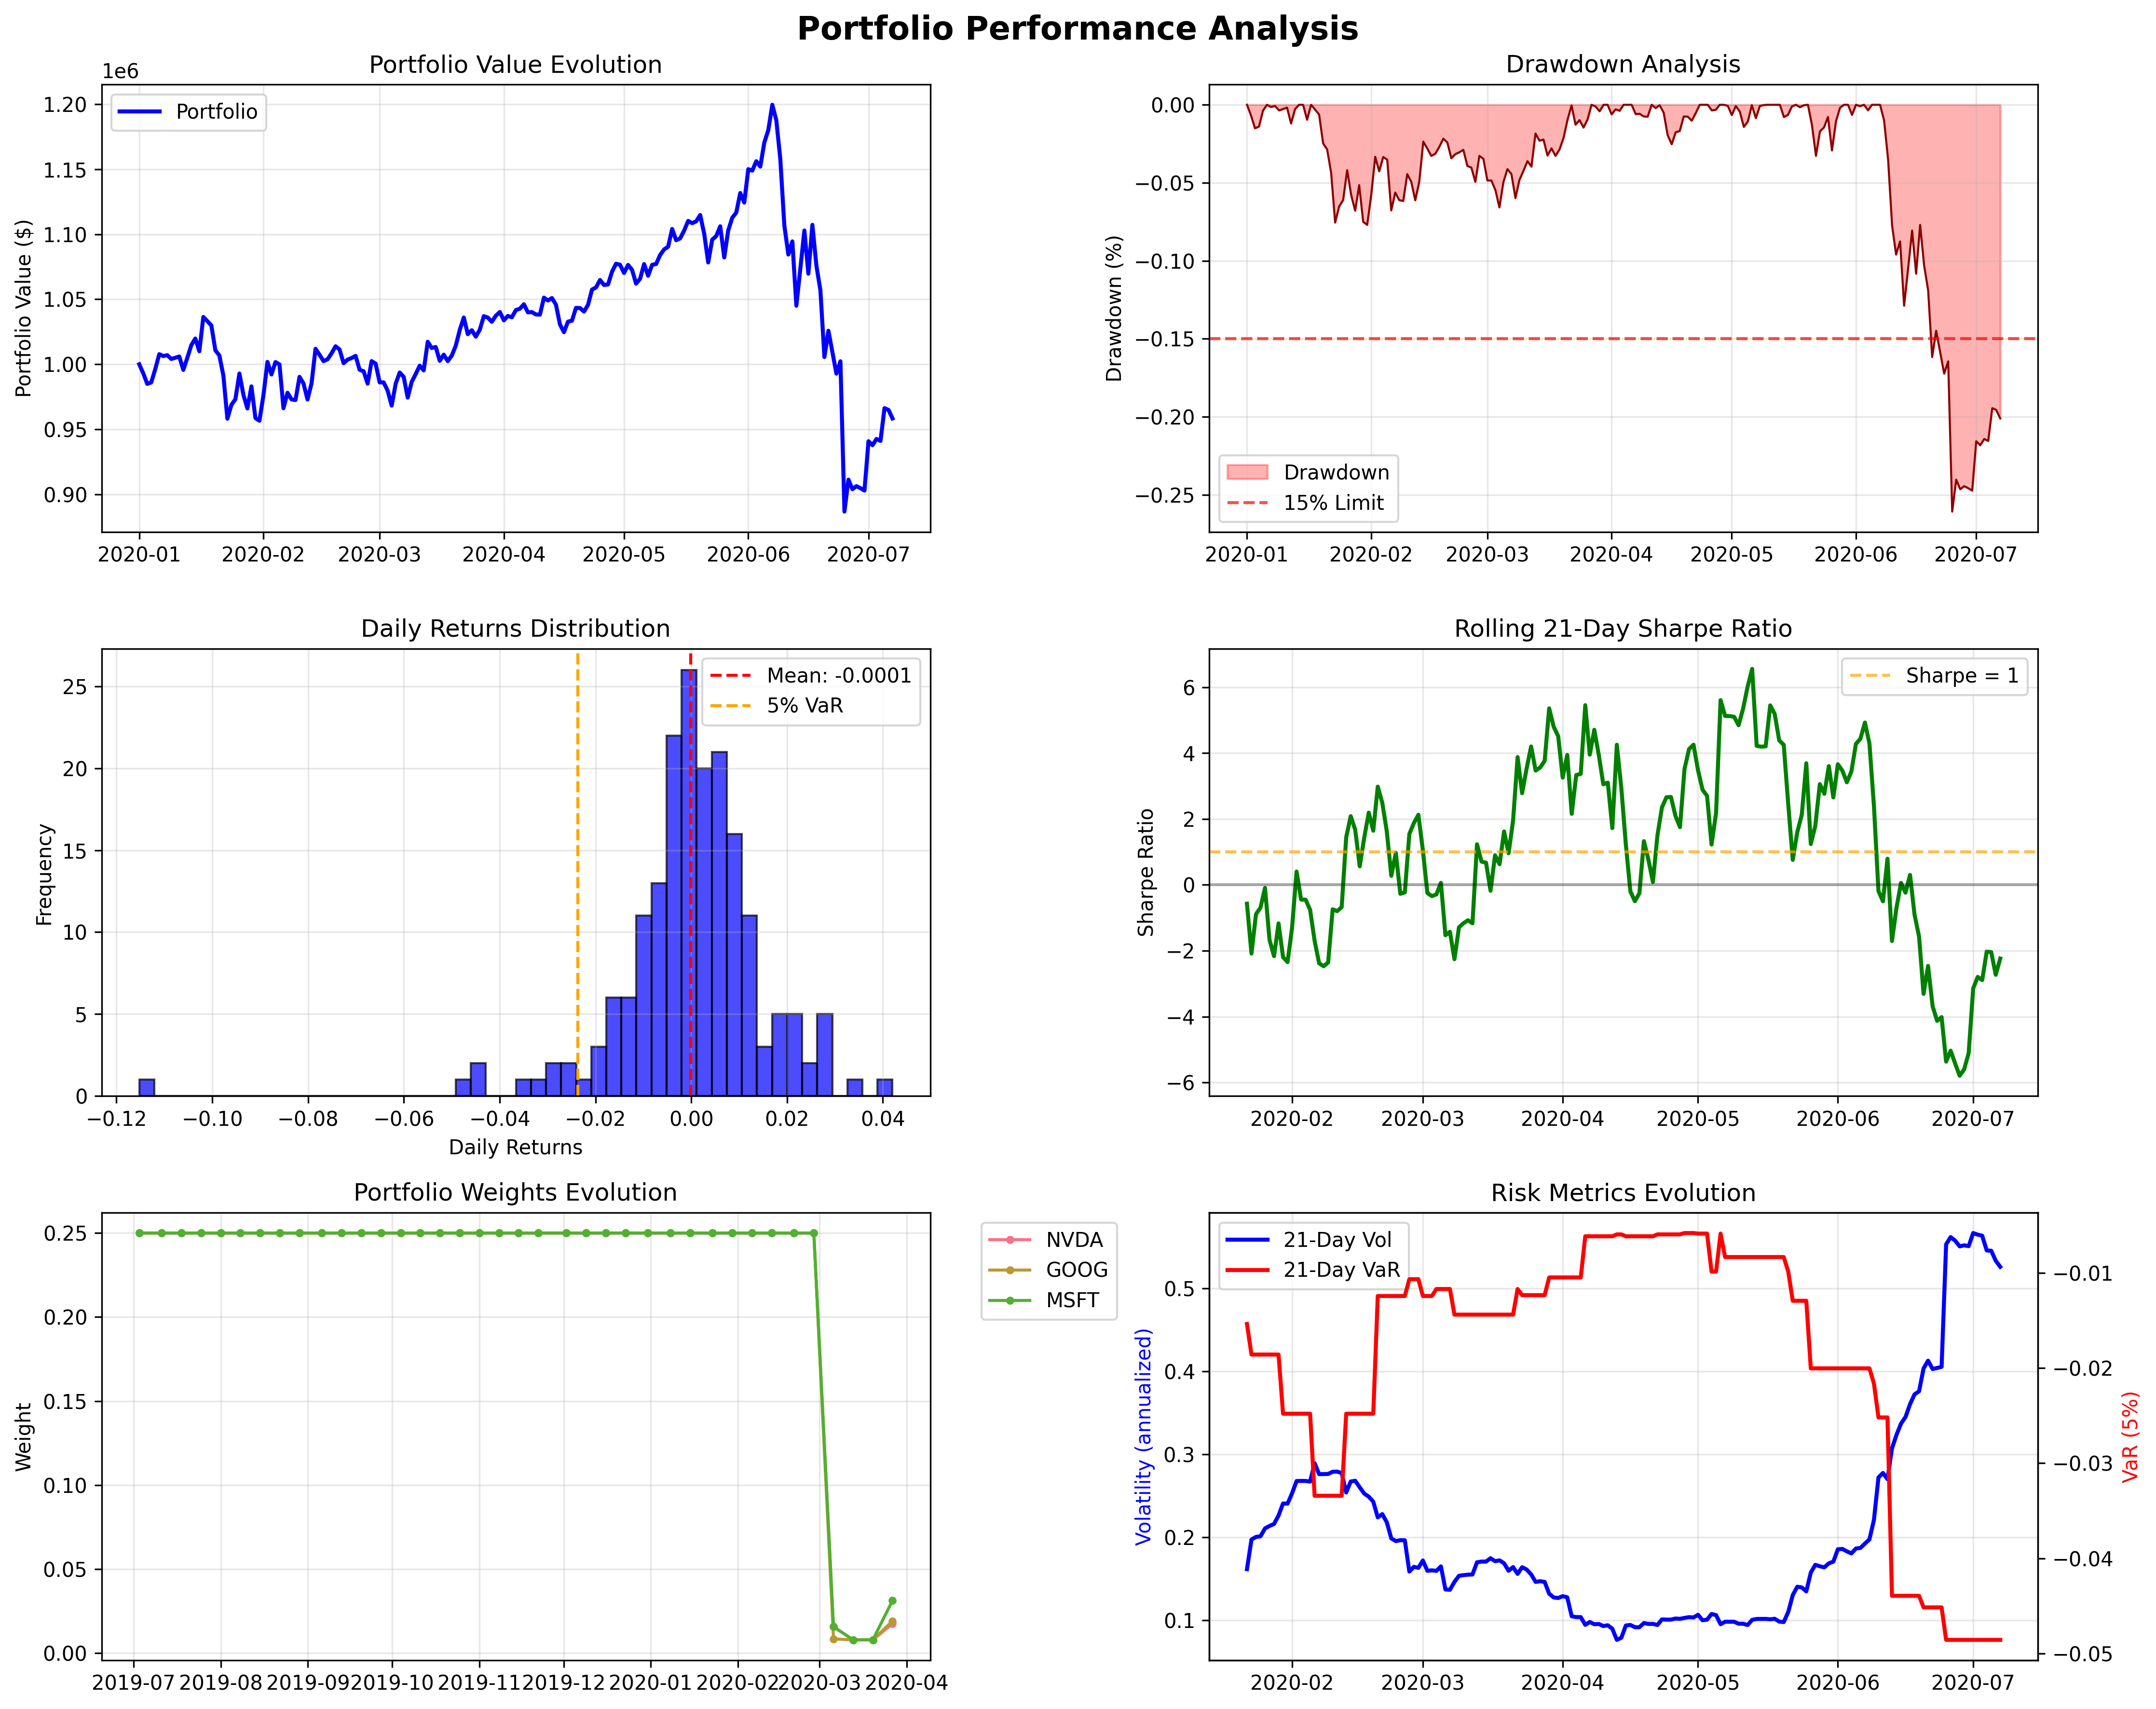 Portfolio Performance Analysis
Portfolio Value Evolution
1e6
Portfolio
1.20
1.15
1.10
1.05
1.00
0.95
0.90
Portfolio Value ($)
2020-01 2020-02 2020-03 2020-04 2020-05 2020-06 2020-07
Drawdown Analysis
0.00
−0.05
−0.10
−0.15
−0.20
−0.25
Drawdown (%)
Drawdown
15% Limit
2020-01 2020-02 2020-03 2020-04 2020-05 2020-06 2020-07
Daily Returns Distribution
Mean: -0.0001
5% VaR
25
20
15
10
5
0
Frequency
−0.12 −0.10 −0.08 −0.06 −0.04 −0.02 0.00 0.02 0.04
Daily Returns
Rolling 21-Day Sharpe Ratio
Sharpe = 1
6
4
2
0
−2
−4
−6
Sharpe Ratio
2020-02 2020-03 2020-04 2020-05 2020-06 2020-07
Portfolio Weights Evolution
0.25
0.20
0.15
0.10
0.05
0.00
Weight
2019-07 2019-08 2019-09 2019-10 2019-11 2019-12 2020-01 2020-02 2020-03 2020-04
NVDA
GOOG
MSFT
Risk Metrics Evolution
21-Day Vol
21-Day VaR
0.5
0.4
0.3
0.2
0.1
Volatility (annualized)
−0.01
−0.02
−0.03
−0.04
−0.05
VaR (5%)
2020-02 2020-03 2020-04 2020-05 2020-06 2020-07